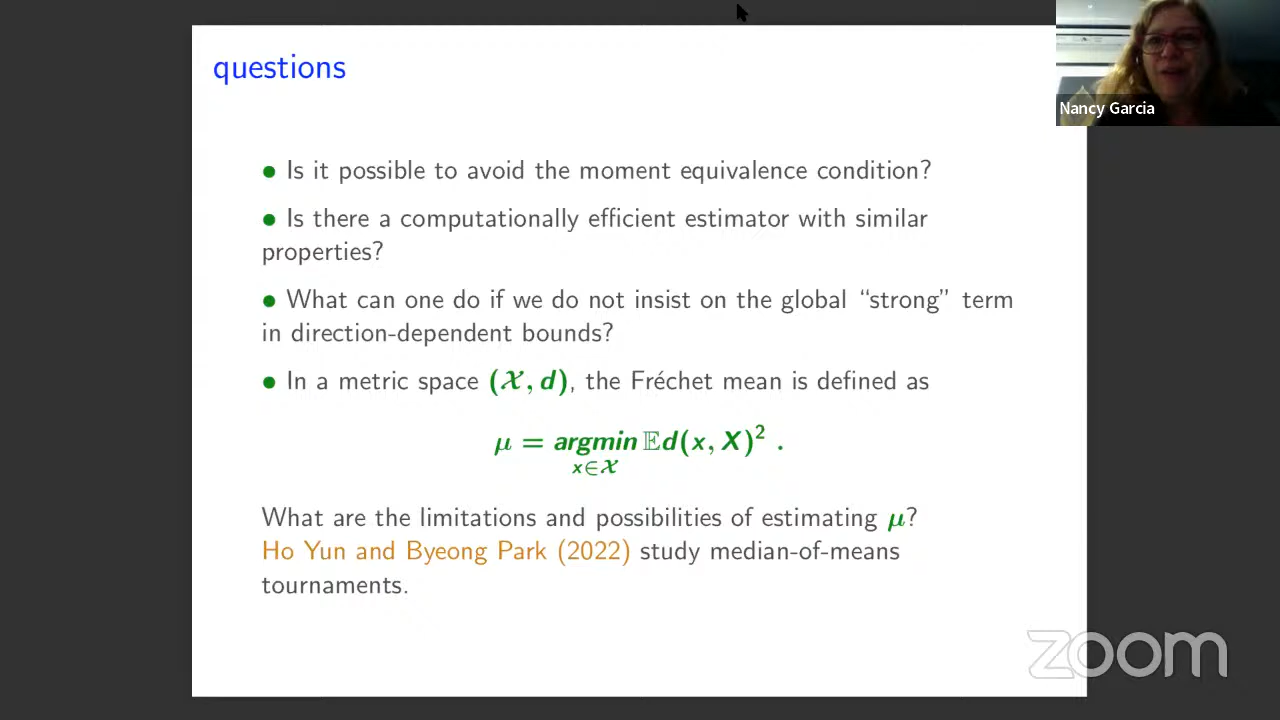 questions
Nancy Garcia
• Is it possible to avoid the moment equivalence condition?
• Is there a computationally efficient estimator with similar
properties?
• What can one do if we do not insist on the global “strong” term
in direction-dependent bounds?
• In a metric space (𝒳, d), the Fréchet mean is defined as
μ = argmin 𝔼d(x, X)² .
x∈𝒳
What are the limitations and possibilities of estimating μ?
Ho Yun and Byeong Park (2022) study median-of-means
tournaments.
zoom